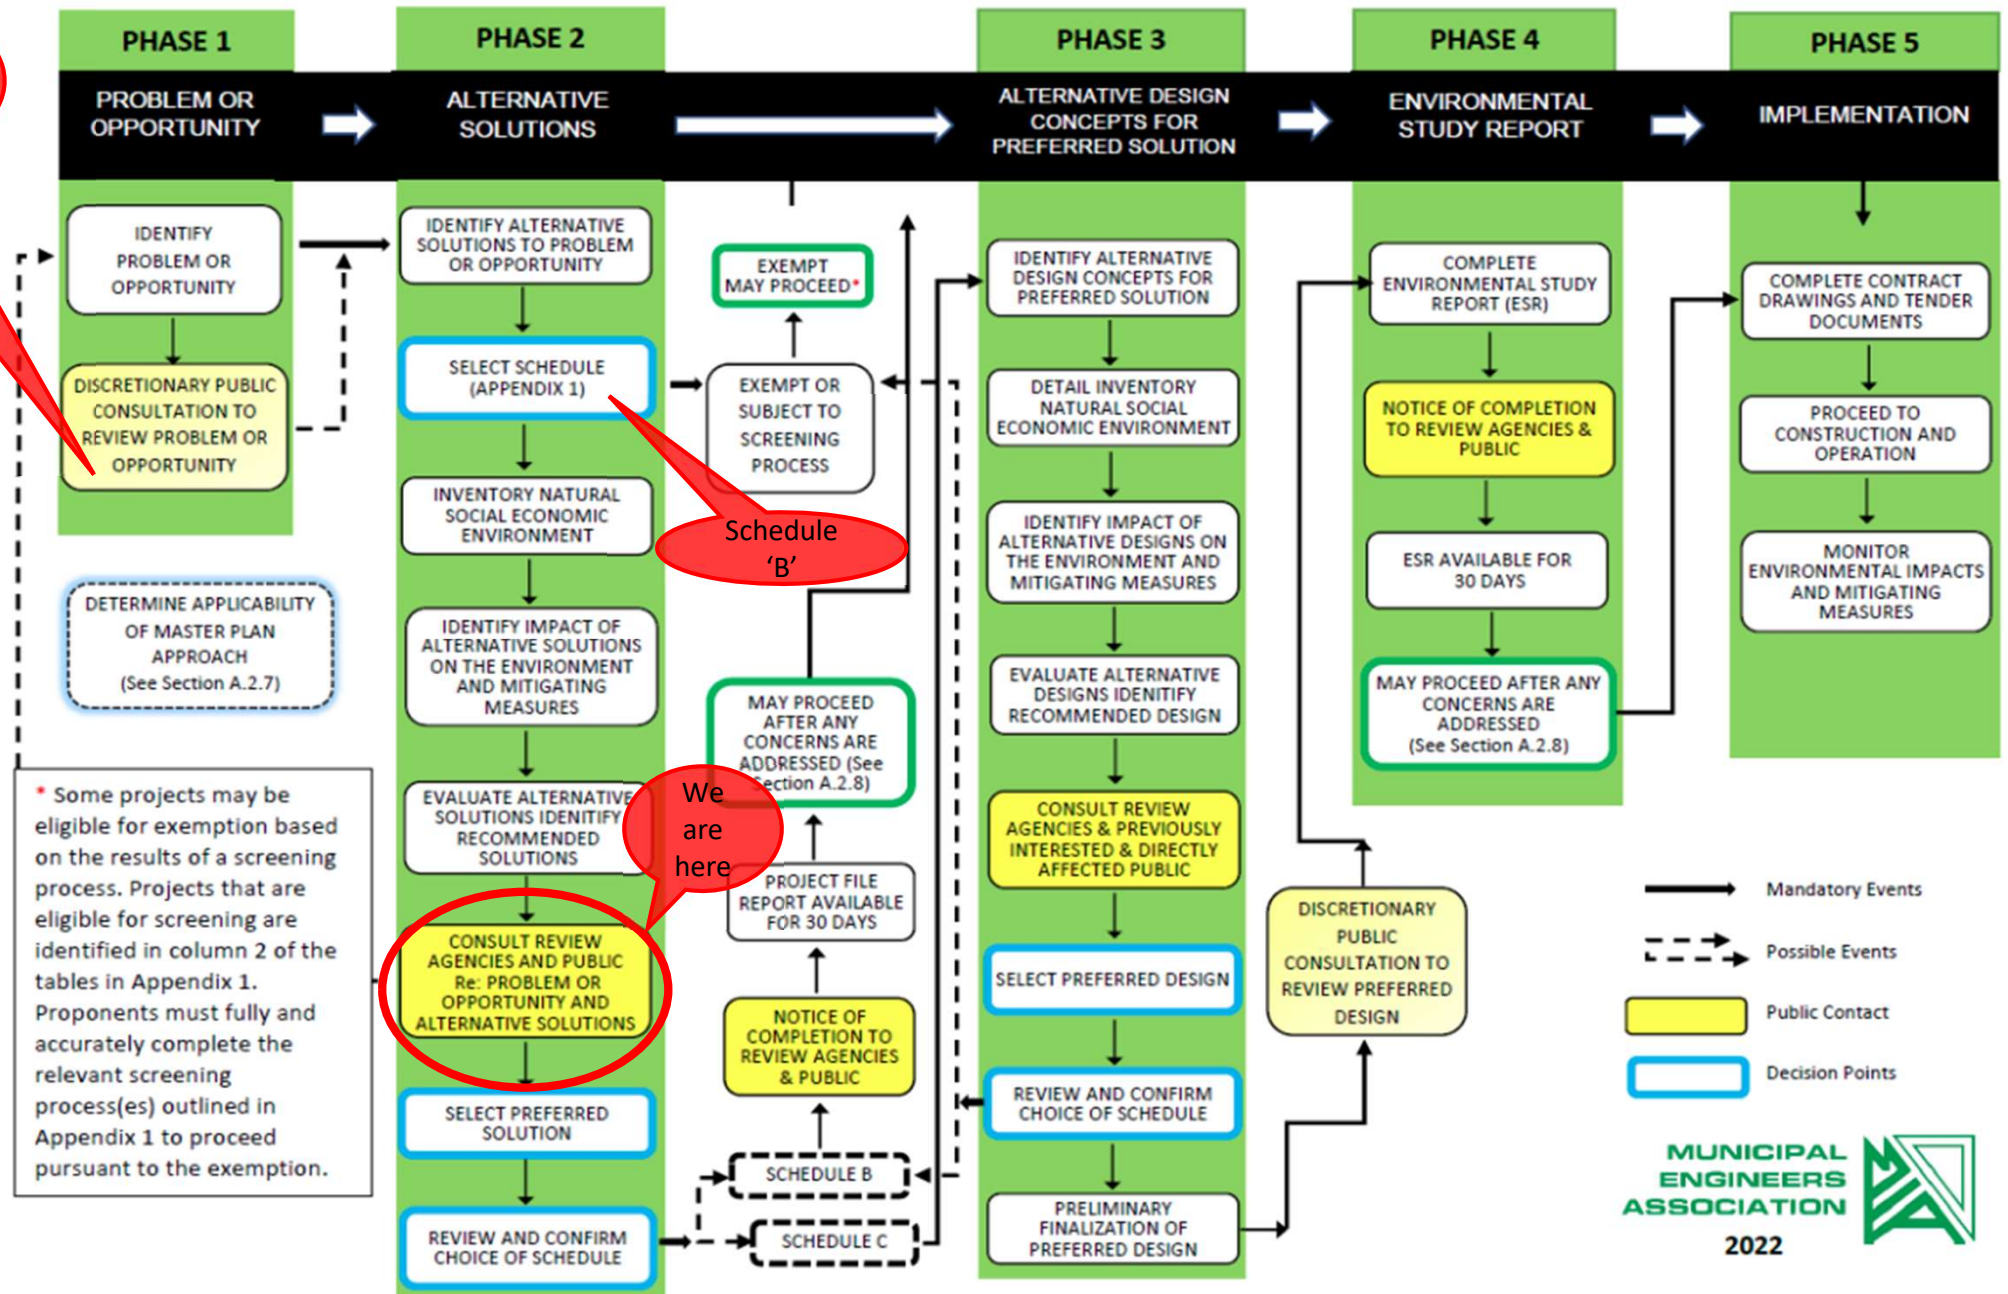 PHASE 1
PROBLEM OR
OPPORTUNITY
IDENTIFY
PROBLEM OR
OPPORTUNITY
DISCRETIONARY PUBLIC
CONSULTATION TO
REVIEW PROBLEM OR
OPPORTUNITY
DETERMINE APPLICABILITY
OF MASTER PLAN
APPROACH
(See Section A.2.7)
* Some projects may be
eligible for exemption based
on the results of a screening
process. Projects that are
eligible for screening are
identified in column 2 of the
tables in Appendix 1.
Proponents must fully and
accurately complete the
relevant screening
process(es) outlined in
Appendix 1 to proceed
pursuant to the exemption.
PHASE 2
ALTERNATIVE
SOLUTIONS
IDENTIFY ALTERNATIVE
SOLUTIONS TO PROBLEM
OR OPPORTUNITY
SELECT SCHEDULE
(APPENDIX 1)
INVENTORY NATURAL
SOCIAL ECONOMIC
ENVIRONMENT
IDENTIFY IMPACT OF
ALTERNATIVE SOLUTIONS
ON THE ENVIRONMENT
AND MITIGATING
MEASURES
EVALUATE ALTERNATIVE
SOLUTIONS IDENITIFY
RECOMMENDED
SOLUTIONS
CONSULT REVIEW
AGENCIES AND PUBLIC
Re: PROBLEM OR
OPPORTUNITY AND
ALTERNATIVE SOLUTIONS
SELECT PREFERRED
SOLUTION
REVIEW AND CONFIRM
CHOICE OF SCHEDULE
EXEMPT
MAY PROCEED*
EXEMPT OR
SUBJECT TO
SCREENING
PROCESS
Schedule
‘B’
MAY PROCEED
AFTER ANY
CONCERNS ARE
ADDRESSED (See
Section A.2.8)
We
are
here
PROJECT FILE
REPORT AVAILABLE
FOR 30 DAYS
NOTICE OF
COMPLETION TO
REVIEW AGENCIES
& PUBLIC
SCHEDULE B
SCHEDULE C
PHASE 3
ALTERNATIVE DESIGN
CONCEPTS FOR
PREFERRED SOLUTION
IDENTIFY ALTERNATIVE
DESIGN CONCEPTS FOR
PREFERRED SOLUTION
DETAIL INVENTORY
NATURAL SOCIAL
ECONOMIC ENVIRONMENT
IDENTIFY IMPACT OF
ALTERNATIVE DESIGNS ON
THE ENVIRONMENT AND
MITIGATING MEASURES
EVALUATE ALTERNATIVE
DESIGNS IDENITIFY
RECOMMENDED DESIGN
CONSULT REVIEW
AGENCIES & PREVIOUSLY
INTERESTED & DIRECTLY
AFFECTED PUBLIC
SELECT PREFERRED DESIGN
REVIEW AND CONFIRM
CHOICE OF SCHEDULE
PRELIMINARY
FINALIZATION OF
PREFERRED DESIGN
PHASE 4
ENVIRONMENTAL
STUDY REPORT
COMPLETE
ENVIRONMENTAL STUDY
REPORT (ESR)
NOTICE OF COMPLETION
TO REVIEW AGENCIES &
PUBLIC
ESR AVAILABLE FOR
30 DAYS
MAY PROCEED AFTER ANY
CONCERNS ARE
ADDRESSED
(See Section A.2.8)
DISCRETIONARY
PUBLIC
CONSULTATION TO
REVIEW PREFERRED
DESIGN
PHASE 5
IMPLEMENTATION
COMPLETE CONTRACT
DRAWINGS AND TENDER
DOCUMENTS
PROCEED TO
CONSTRUCTION AND
OPERATION
MONITOR
ENVIRONMENTAL IMPACTS
AND MITIGATING
MEASURES
Mandatory Events
Possible Events
Public Contact
Decision Points
MUNICIPAL
ENGINEERS
ASSOCIATION
2022